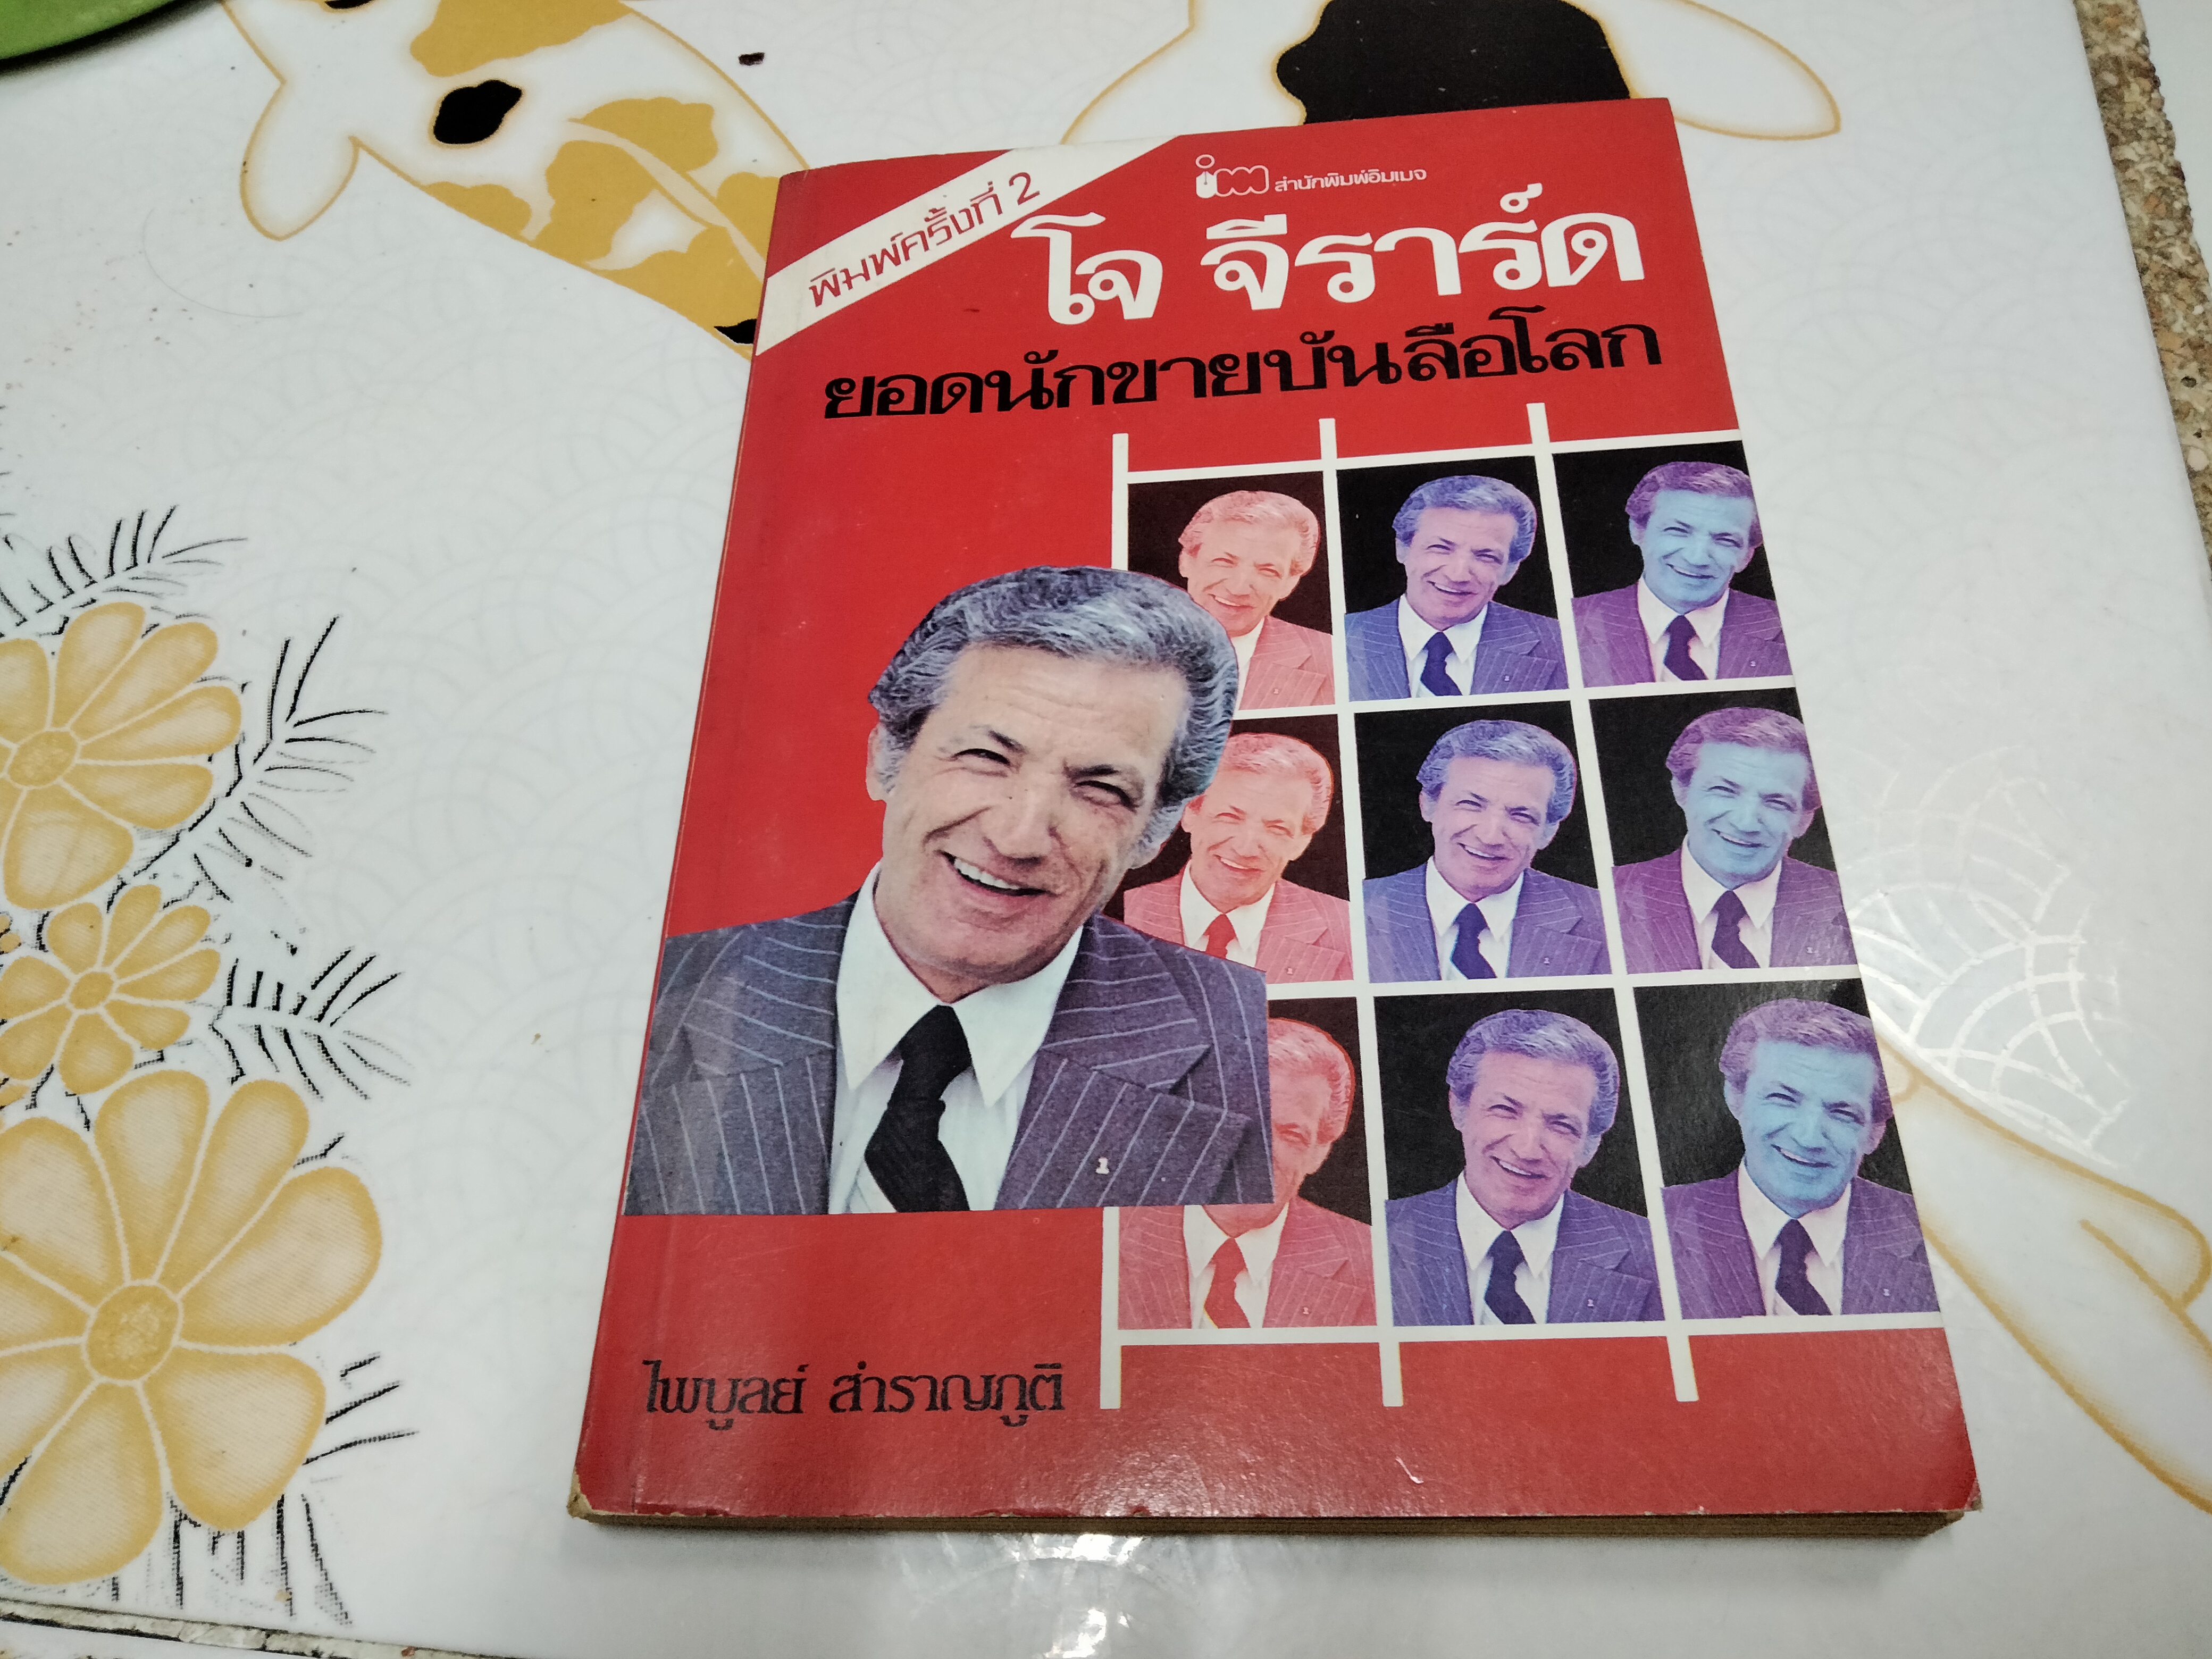 พิมพ์ครั้งที่ 2
สำนักพิมพ์อิมเมจ
โจ จีราร์ด
ยอดนักขายบันลือโลก
1
ไพบูลย์ สำราญภูติ